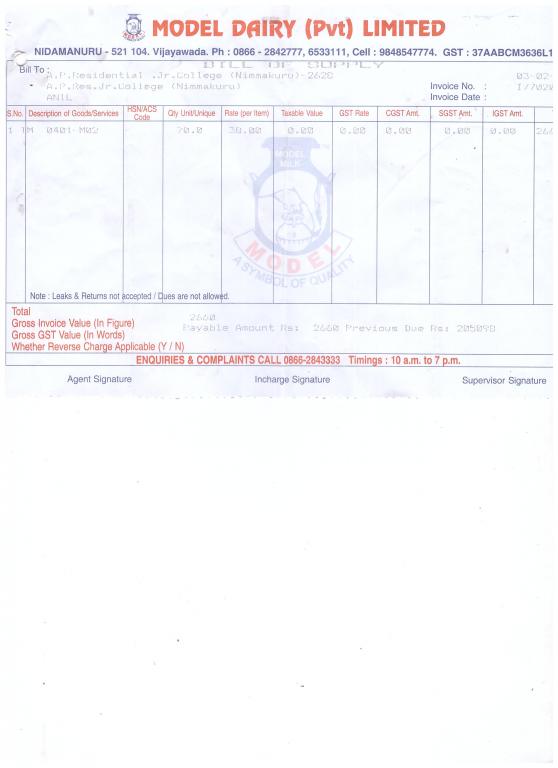 MODEL DAIRY (Pvt) LIMITED
NIDAMANURU - 521 104. Vijayawada. Ph : 0866 - 2842777, 6533111, Cell : 9848547774. GST : 37AABCM3636L1
BILL OF SUPPLY
Bill To :
A.P.Residential .Jr.College (Nimmakuru)-2628
A.P.Res.Jr.College (Nimmakuru)
ANIL
03-02-
Invoice No. : I/7020
Invoice Date :
S.No. Description of Goods/Services HSN/ACS Code Qty Unit/Unique Rate (per Item) Taxable Value GST Rate CGST Amt. SGST Amt. IGST Amt.
1 TM 0401-M02 70.0 38.00 0.00 0.00 0.00 0.00 0.00 266
MODEL MILK
MODEL
A SYMBOL OF QUALITY
Note : Leaks & Returns not accepted / Dues are not allowed.
Total
Gross Invoice Value (In Figure) 2660
Payable Amount Rs: 2660 Previous Due Rs: 205098
Gross GST Value (In Words)
Whether Reverse Charge Applicable (Y / N)
ENQUIRIES & COMPLAINTS CALL 0866-2843333 Timings : 10 a.m. to 7 p.m.
Agent Signature Incharge Signature Supervisor Signature